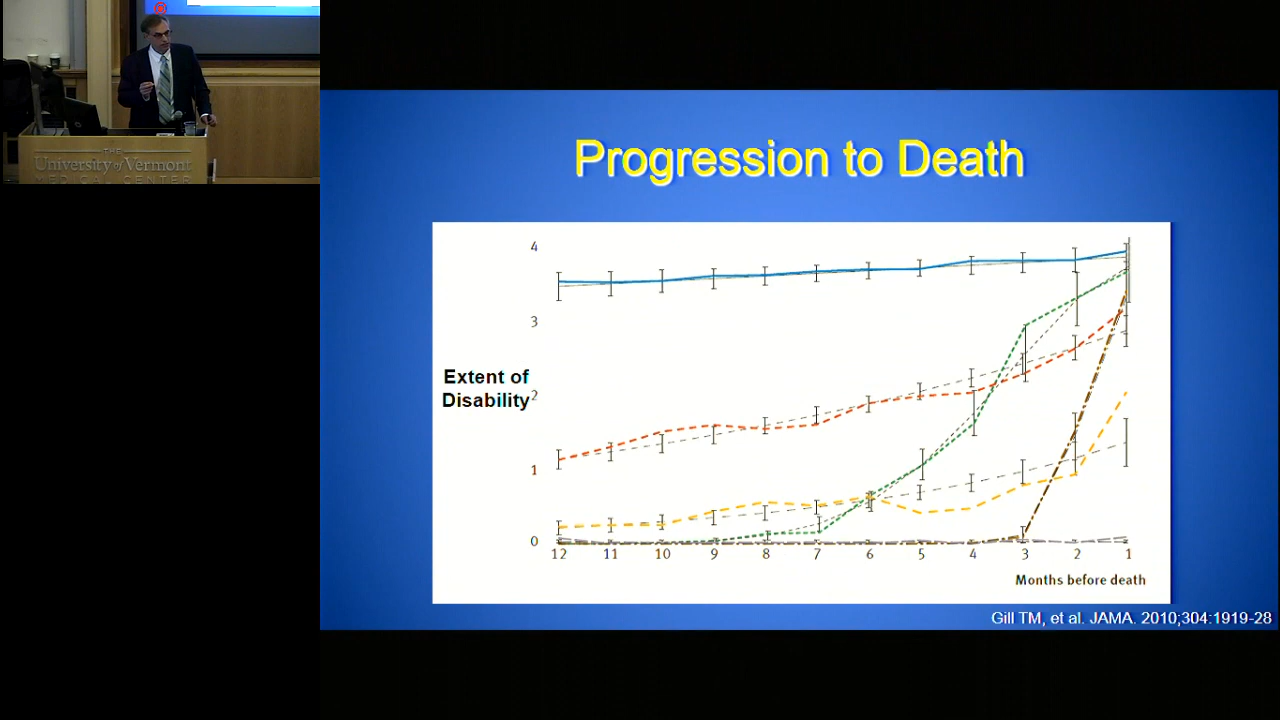 THE
University of Vermont
MEDICAL CENTER
Progression to Death
4
3
Extent of
Disability
2
1
0
12 11 10 9 8 7 6 5 4 3 2 1
Months before death
Gill TM, et al. JAMA. 2010;304:1919-28